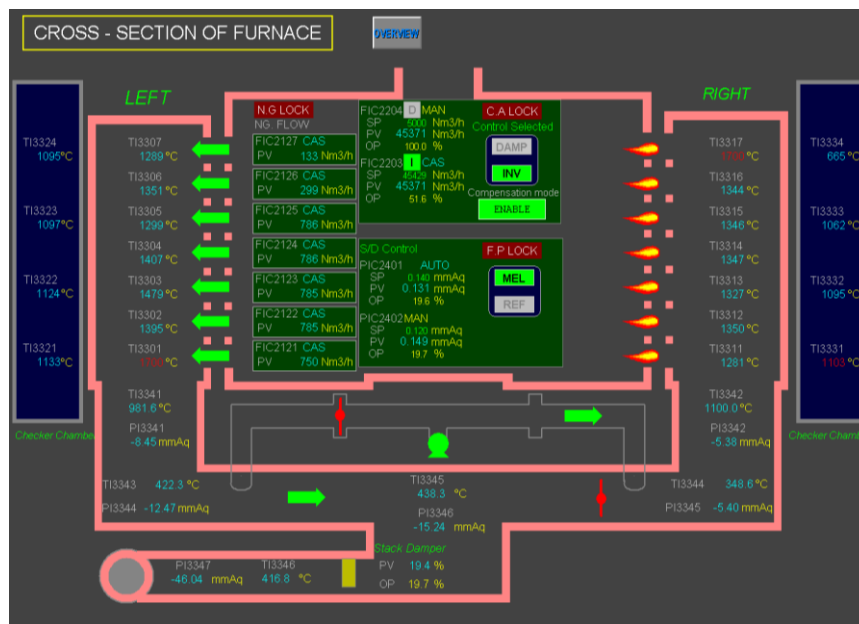 CROSS - SECTION OF FURNACE
OVERVIEW
LEFT
RIGHT
TI3324
1095°C
TI3323
1097°C
TI3322
1124°C
TI3321
1133°C
Checker Chamber
TI3307
1289 °C
TI3306
1351 °C
TI3305
1299 °C
TI3304
1407 °C
TI3303
1479 °C
TI3302
1395 °C
TI3301
°C
TI3341
981.6 °C
PI3341
-8.45 mmAq
N.G LOCK
NG. FLOW
FIC2127 CAS
PV 133 Nm3/h
FIC2126 CAS
PV 299 Nm3/h
FIC2125 CAS
PV 786 Nm3/h
FIC2124 CAS
PV 786 Nm3/h
FIC2123 CAS
PV 785 Nm3/h
FIC2122 CAS
PV 785 Nm3/h
FIC2121 CAS
PV 750 Nm3/h
FIC2204 D MAN
SP 5000 Nm3/h
PV 45371 Nm3/h
OP 100.0 %
FIC2203 I CAS
SP 45429 Nm3/h
PV 45371 Nm3/h
OP 51.6 %
C.A LOCK
Control Selected
DAMP
INV
Compensation mode
ENABLE
S/D Control
PIC2401 AUTO
SP 0.140 mmAq
PV 0.131 mmAq
OP 19.6 %
PIC2402 MAN
SP 0.120 mmAq
PV 0.149 mmAq
OP 19.7 %
F.P LOCK
MEL
REF
TI3317
°C
TI3316
1344 °C
TI3315
1346 °C
TI3314
1347 °C
TI3313
1327 °C
TI3312
1350 °C
TI3311
1281 °C
TI3342
1100.0 °C
PI3342
-5.38 mmAq
TI3334
665 °C
TI3333
1062 °C
TI3332
1095 °C
TI3331
1103 °C
Checker Cham
TI3343 422.3 °C
PI3344 -12.47 mmAq
TI3345
438.3 °C
PI3346
-15.24 mmAq
TI3344 348.6 °C
PI3345 -5.40 mmAq
PI3347
-46.04 mmAq
TI3346
416.8 °C
Stack Damper
PV 19.4 %
OP 19.7 %